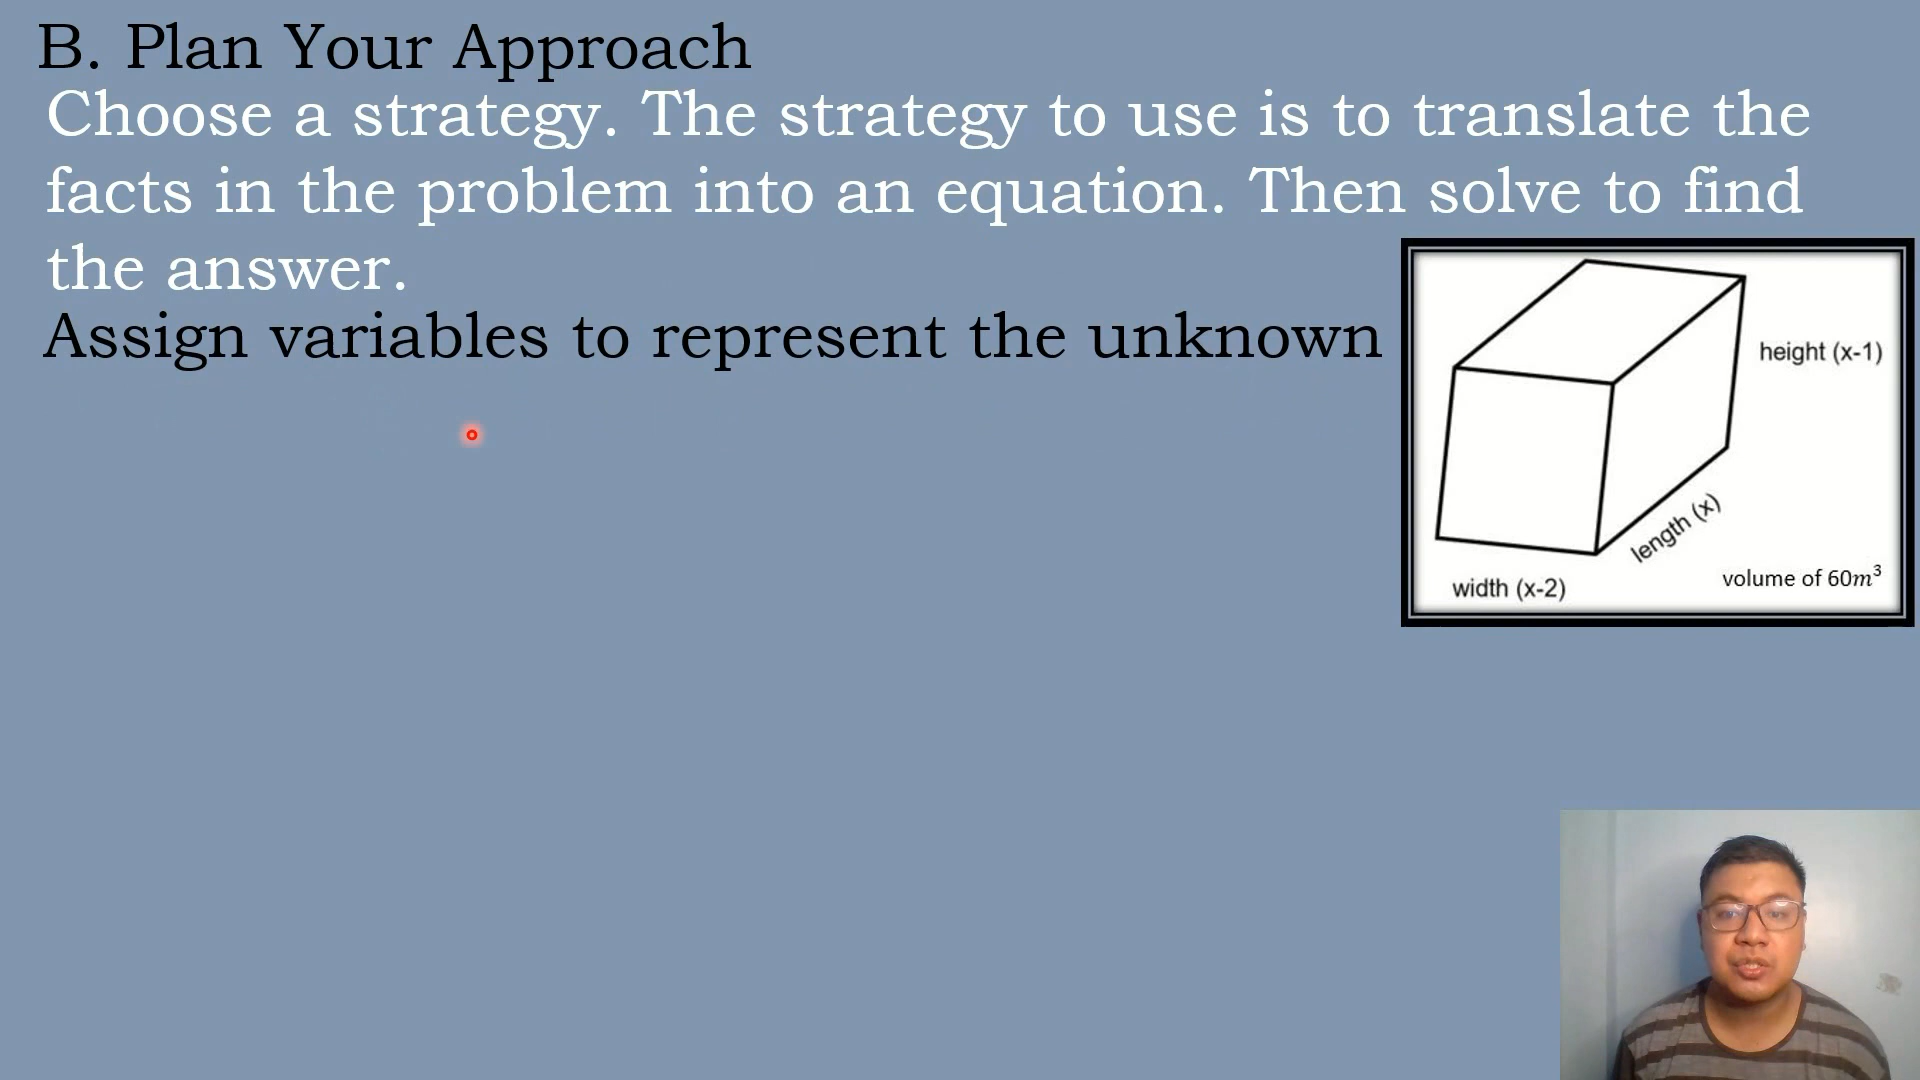 B. Plan Your Approach
Choose a strategy. The strategy to use is to translate the
facts in the problem into an equation. Then solve to find
the answer.
Assign variables to represent the unknown
height (x-1)
length (x)
volume of 60m³
width (x-2)